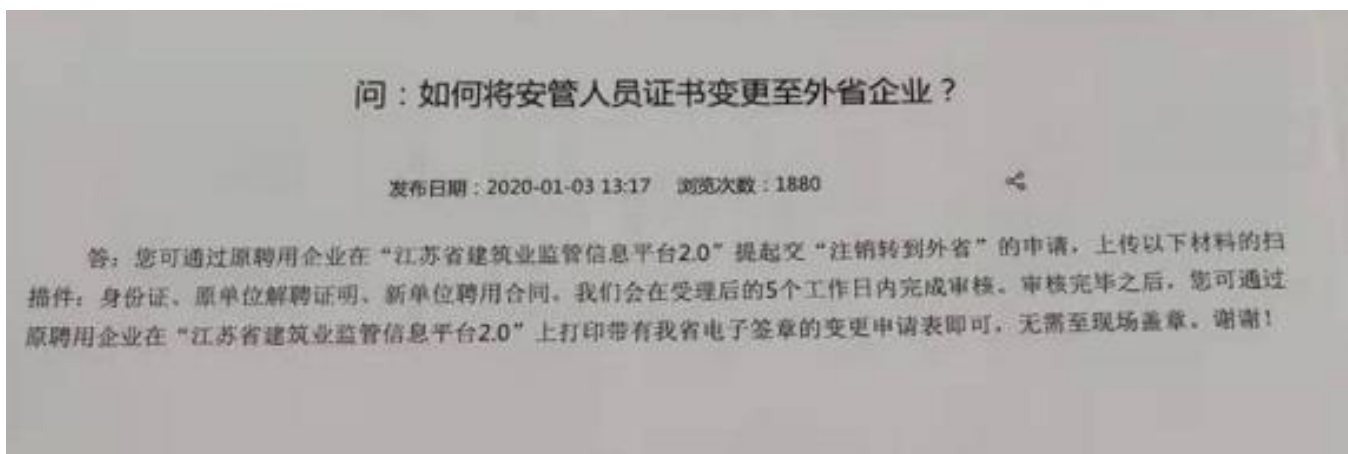 问：如何将安管人员证书变更至外省企业？
发布日期：2020-01-03 13:17 浏览次数：1880
答：您可通过原聘用企业在“江苏省建筑业监管信息平台2.0”提起交“注销转到外省”的申请，上传以下材料的扫
描件：身份证、原单位解聘证明、新单位聘用合同。我们会在受理后的5个工作日内完成审核。审核完毕之后，您可通过
原聘用企业在“江苏省建筑业监管信息平台2.0”上打印带有我省电子签章的变更申请表即可，无需至现场盖章。谢谢！